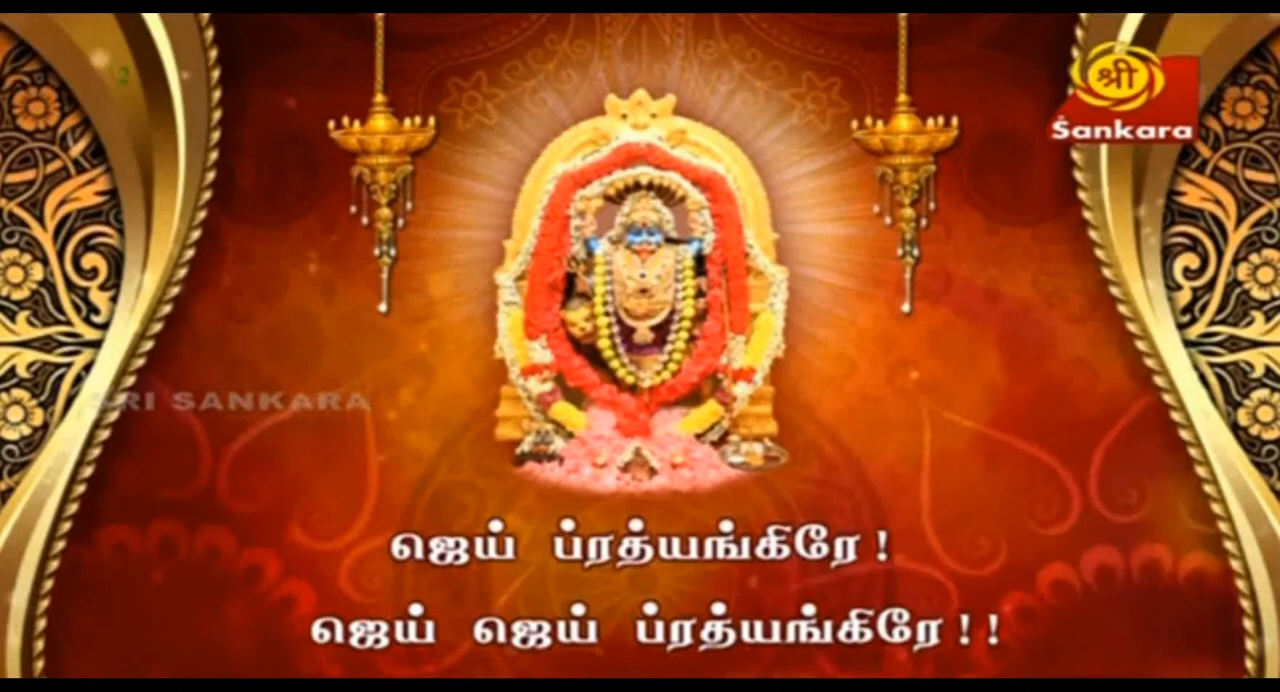 श्री
Sankara
SRI SANKARA
ஜெய் ப்ரத்யங்கிரே !
ஜெய் ஜெய் ப்ரத்யங்கிரே ! !